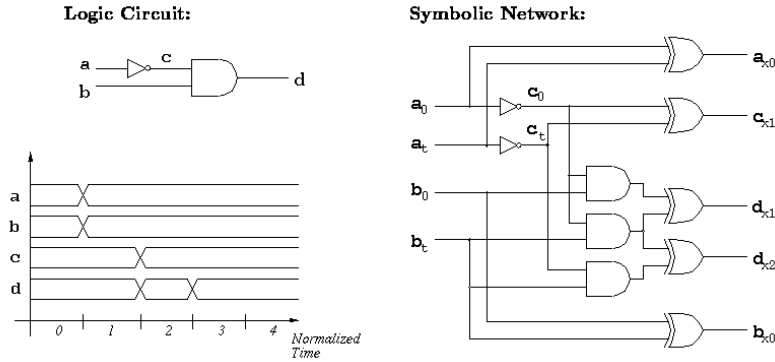 Logic Circuit:
a
c
b
d
a
b
c
d
0 1 2 3 4
Normalized
Time
Symbolic Network:
a0
at
b0
bt
c0
ct
ax0
cx1
dx1
dx2
bx0